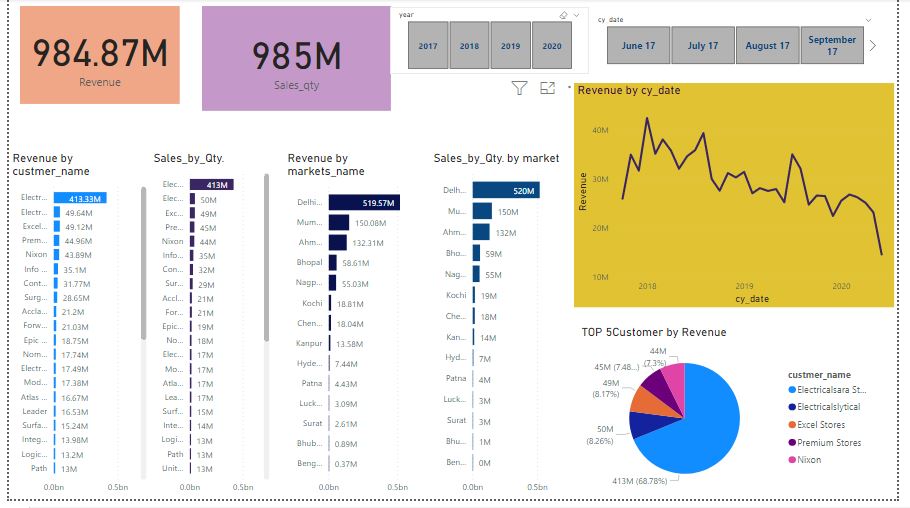 984.87M
Revenue
985M
Sales_qty
year
2017
2018
2019
2020
cy_date
June 17
July 17
August 17
September
17
Revenue by
custmer_name
Electr...
413.33M
Electr...
49.64M
Excel...
49.12M
Prem...
44.96M
Nixon
43.89M
Info ...
35.1M
Cont...
31.77M
Surg...
28.65M
Accla...
21.2M
Forw...
21.03M
Epic ...
18.75M
Nom...
17.74M
Electr...
17.49M
Mod...
17.38M
Atlas ...
16.67M
Leader
16.53M
Surfa...
15.24M
Integ...
13.98M
Logic...
13.2M
Path
13M
0.0bn
0.5bn
Sales_by_Qty.
Elec...
413M
Elec...
50M
Exc...
49M
Pre...
45M
Nixon
44M
Info...
35M
Con...
32M
Sur...
29M
Accl...
21M
For...
21M
Epic...
19M
No...
18M
Elec...
17M
Mo...
17M
Atla...
17M
Lea...
17M
Surf...
15M
Inte...
14M
Logi...
13M
Path
13M
Unit...
13M
0.0bn
0.5bn
Revenue by
markets_name
Delhi...
519.57M
Mum...
150.08M
Ahm...
132.31M
Bhopal
58.61M
Nagp...
55.03M
Kochi
18.81M
Chen...
18.04M
Kanpur
13.58M
Hyde...
7.44M
Patna
4.43M
Luck...
3.09M
Surat
2.61M
Bhub...
0.89M
Beng...
0.37M
0.0bn
0.5bn
Sales_by_Qty. by market
Delh...
520M
Mu...
150M
Ahm...
132M
Bho...
59M
Nag...
55M
Kochi
19M
Che...
18M
Kan...
14M
Hyd...
7M
Patna
4M
Luck...
3M
Surat
3M
Bhu...
1M
Ben...
0M
0.0bn
0.5bn
Revenue by cy_date
Revenue
40M
30M
20M
10M
2018
2019
2020
cy_date
TOP 5Customer by Revenue
44M
(7.3%)
45M (7.48...)
49M
(8.17%)
50M
(8.26%)
413M (68.78%)
custmer_name
Electricalsara St...
Electricalslytical
Excel Stores
Premium Stores
Nixon